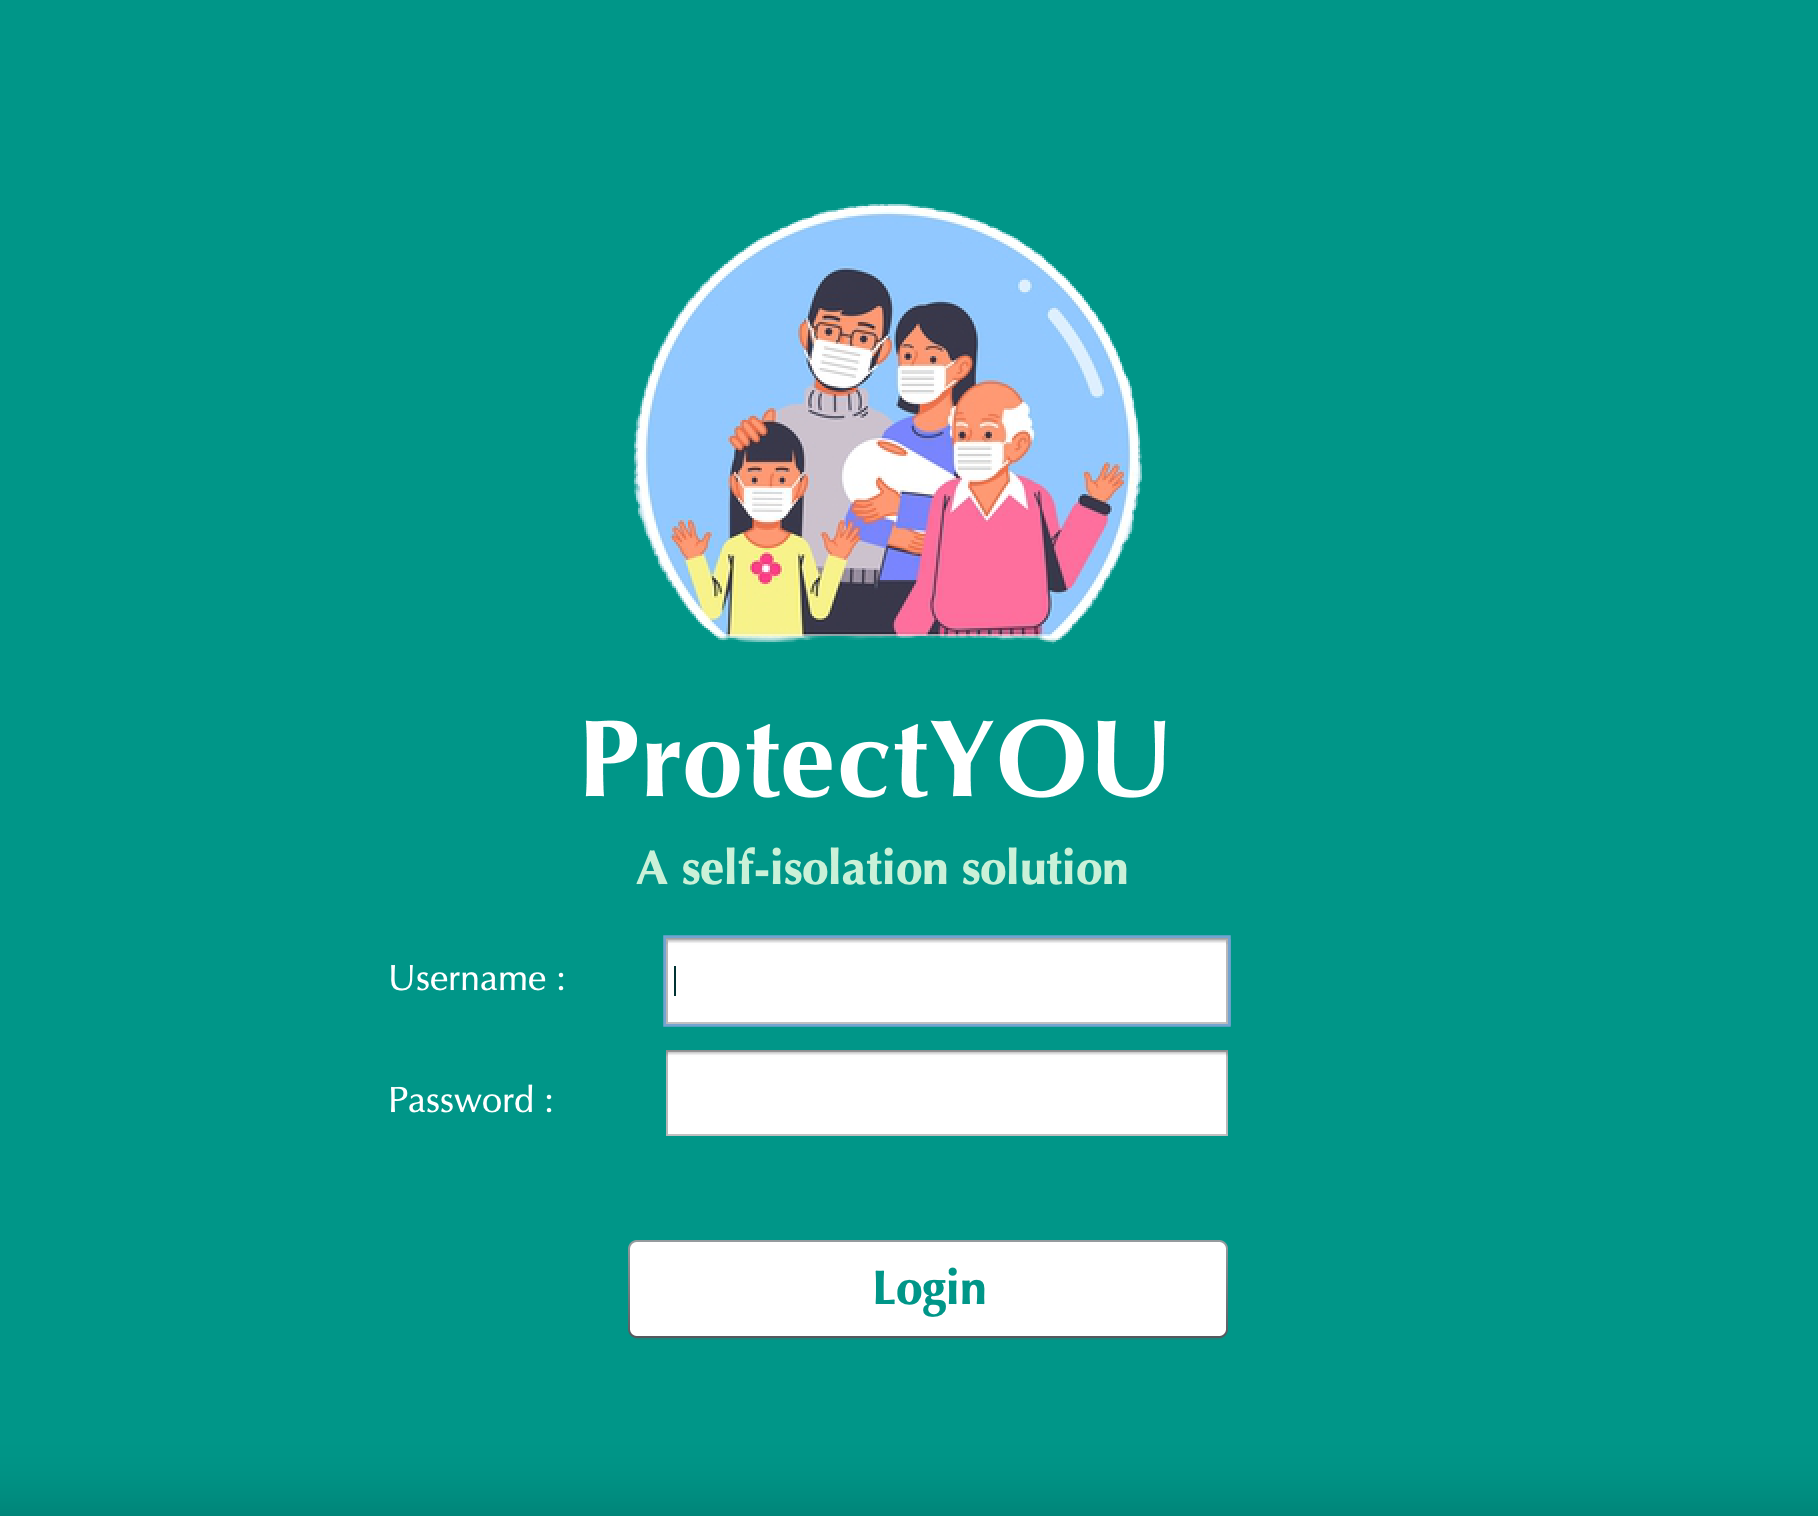 ProtectYOU
A self-isolation solution
Username :
Password :
Login